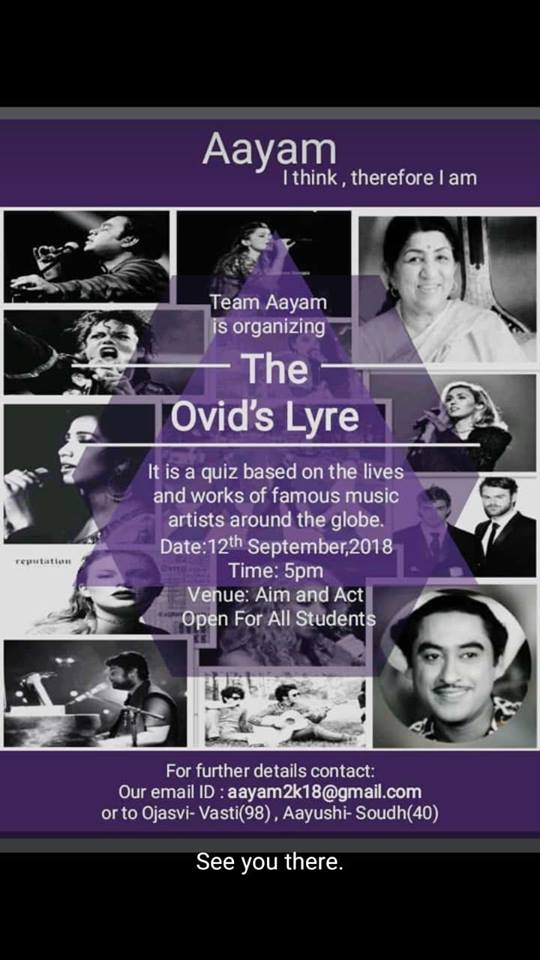 Aayam
I think , therefore I am
Team Aayam
is organizing
The
Ovid's Lyre
It is a quiz based on the lives
and works of famous music
artists around the globe.
Date:12th September,2018
Time: 5pm
Venue: Aim and Act
Open For All Students
reputation
For further details contact:
Our email ID : aayam2k18@gmail.com
or to Ojasvi- Vasti(98) , Aayushi- Soudh(40)
See you there.